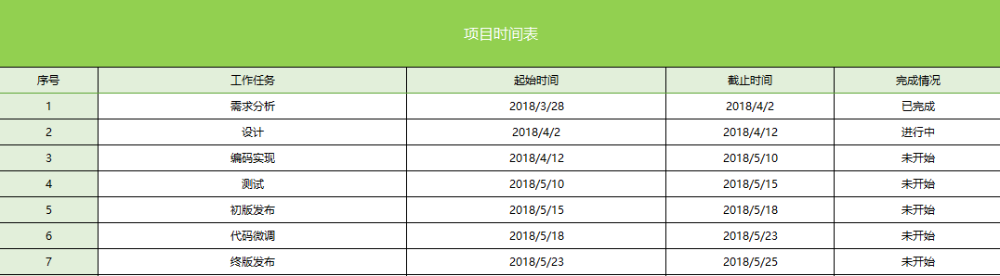 项目时间表
序号 工作任务 起始时间 截止时间 完成情况
1 需求分析 2018/3/28 2018/4/2 已完成
2 设计 2018/4/2 2018/4/12 进行中
3 编码实现 2018/4/12 2018/5/10 未开始
4 测试 2018/5/10 2018/5/15 未开始
5 初版发布 2018/5/15 2018/5/18 未开始
6 代码微调 2018/5/18 2018/5/23 未开始
7 终版发布 2018/5/23 2018/5/25 未开始